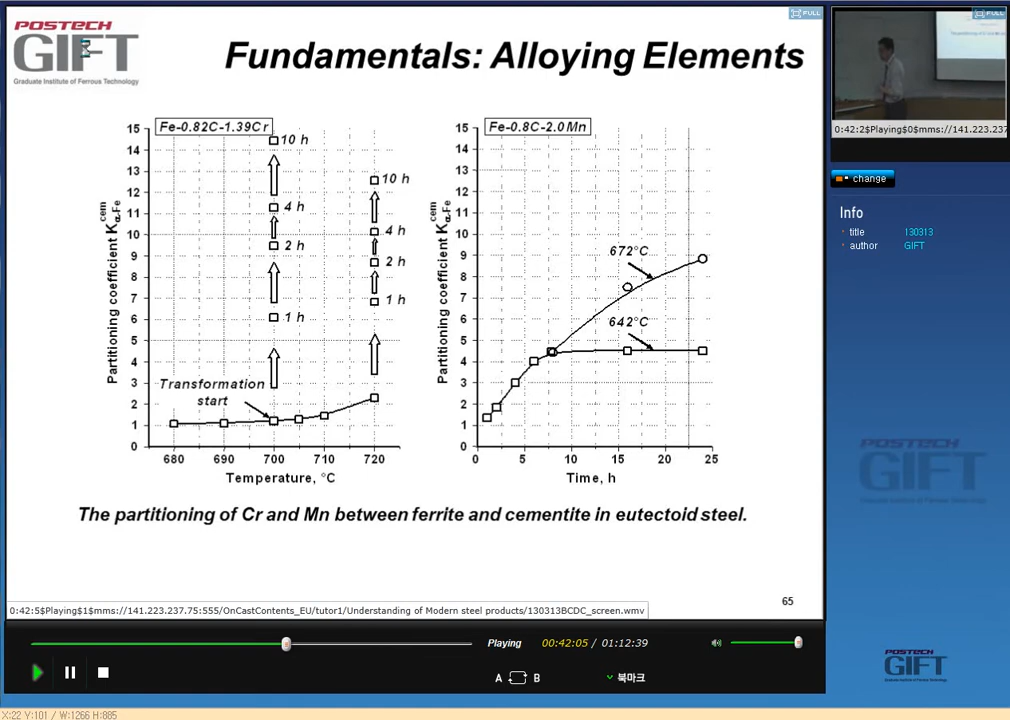 POSTECH
GIFT
Graduate Institute of Ferrous Technology
Fundamentals: Alloying Elements
FULL
FULL
Fe-0.82C-1.39Cr
15
14
13
12
11
10
9
8
7
6
5
4
3
2
1
0
Partitioning coefficient K cem α,Fe
10 h
4 h
2 h
1 h
10 h
4 h
2 h
1 h
Transformation
start
680 690 700 710 720
Temperature, °C
Fe-0.8C-2.0Mn
15
14
13
12
11
10
9
8
7
6
5
4
3
2
1
0
Partitioning coefficient K cem α,Fe
672°C
642°C
0 5 10 15 20 25
Time, h
The partitioning of Cr and Mn between ferrite and cementite in eutectoid steel.
65
0:42:5$Playing$1$mms://141.223.237.75:555/OnCastContents_EU/tutor1/Understanding of Modern steel products/130313BCDC_screen.wmv
Playing 00:42:05 / 01:12:39
A B 북마크
0:42:2$Playing$0$mms://141.223.237
change
Info
title 130313
author GIFT
POSTECH
GIFT
POSTECH
GIFT
X:22 Y:101 / W:1266 H:885